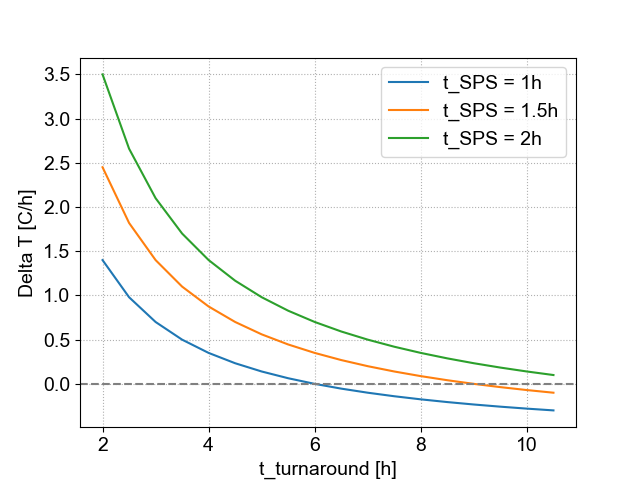 t_SPS = 1h
t_SPS = 1.5h
t_SPS = 2h
3.5
3.0
2.5
2.0
1.5
1.0
0.5
0.0
Delta T [C/h]
2 4 6 8 10
t_turnaround [h]